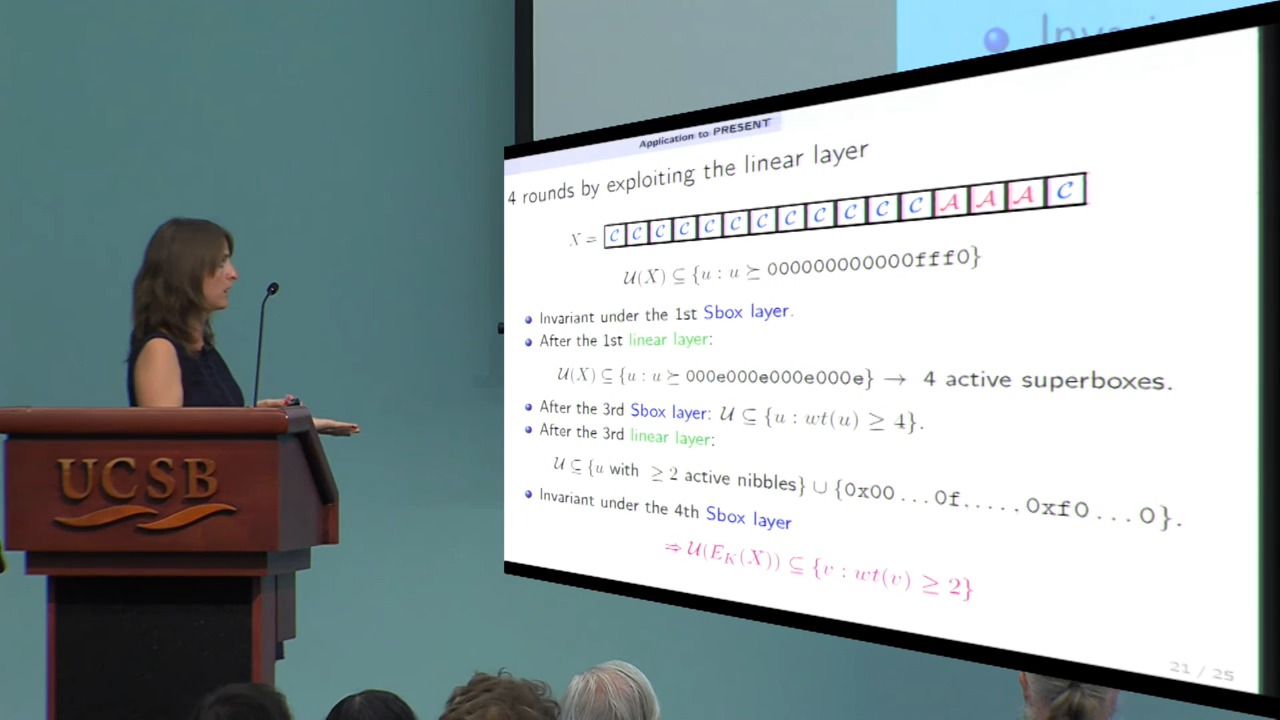 Inv
Application to PRESENT
4 rounds by exploiting the linear layer
X = C C C C C C C C C C C C A A A C
U(X) ⊆ {u : u ⪰ 000000000000fff0}
Invariant under the 1st Sbox layer.
After the 1st linear layer:
U(X) ⊆ {u : u ⪰ 000e000e000e000e} → 4 active superboxes.
After the 3rd Sbox layer: U ⊆ {u : wt(u) ≥ 4}.
After the 3rd linear layer:
U ⊆ {u with ≥ 2 active nibbles} ∪ {0x00 ... 0f, .... , 0xf0 ... 0}.
Invariant under the 4th Sbox layer
⇒ U(E_K(X)) ⊆ {v : wt(v) ≥ 2}
21 / 25
UCSB